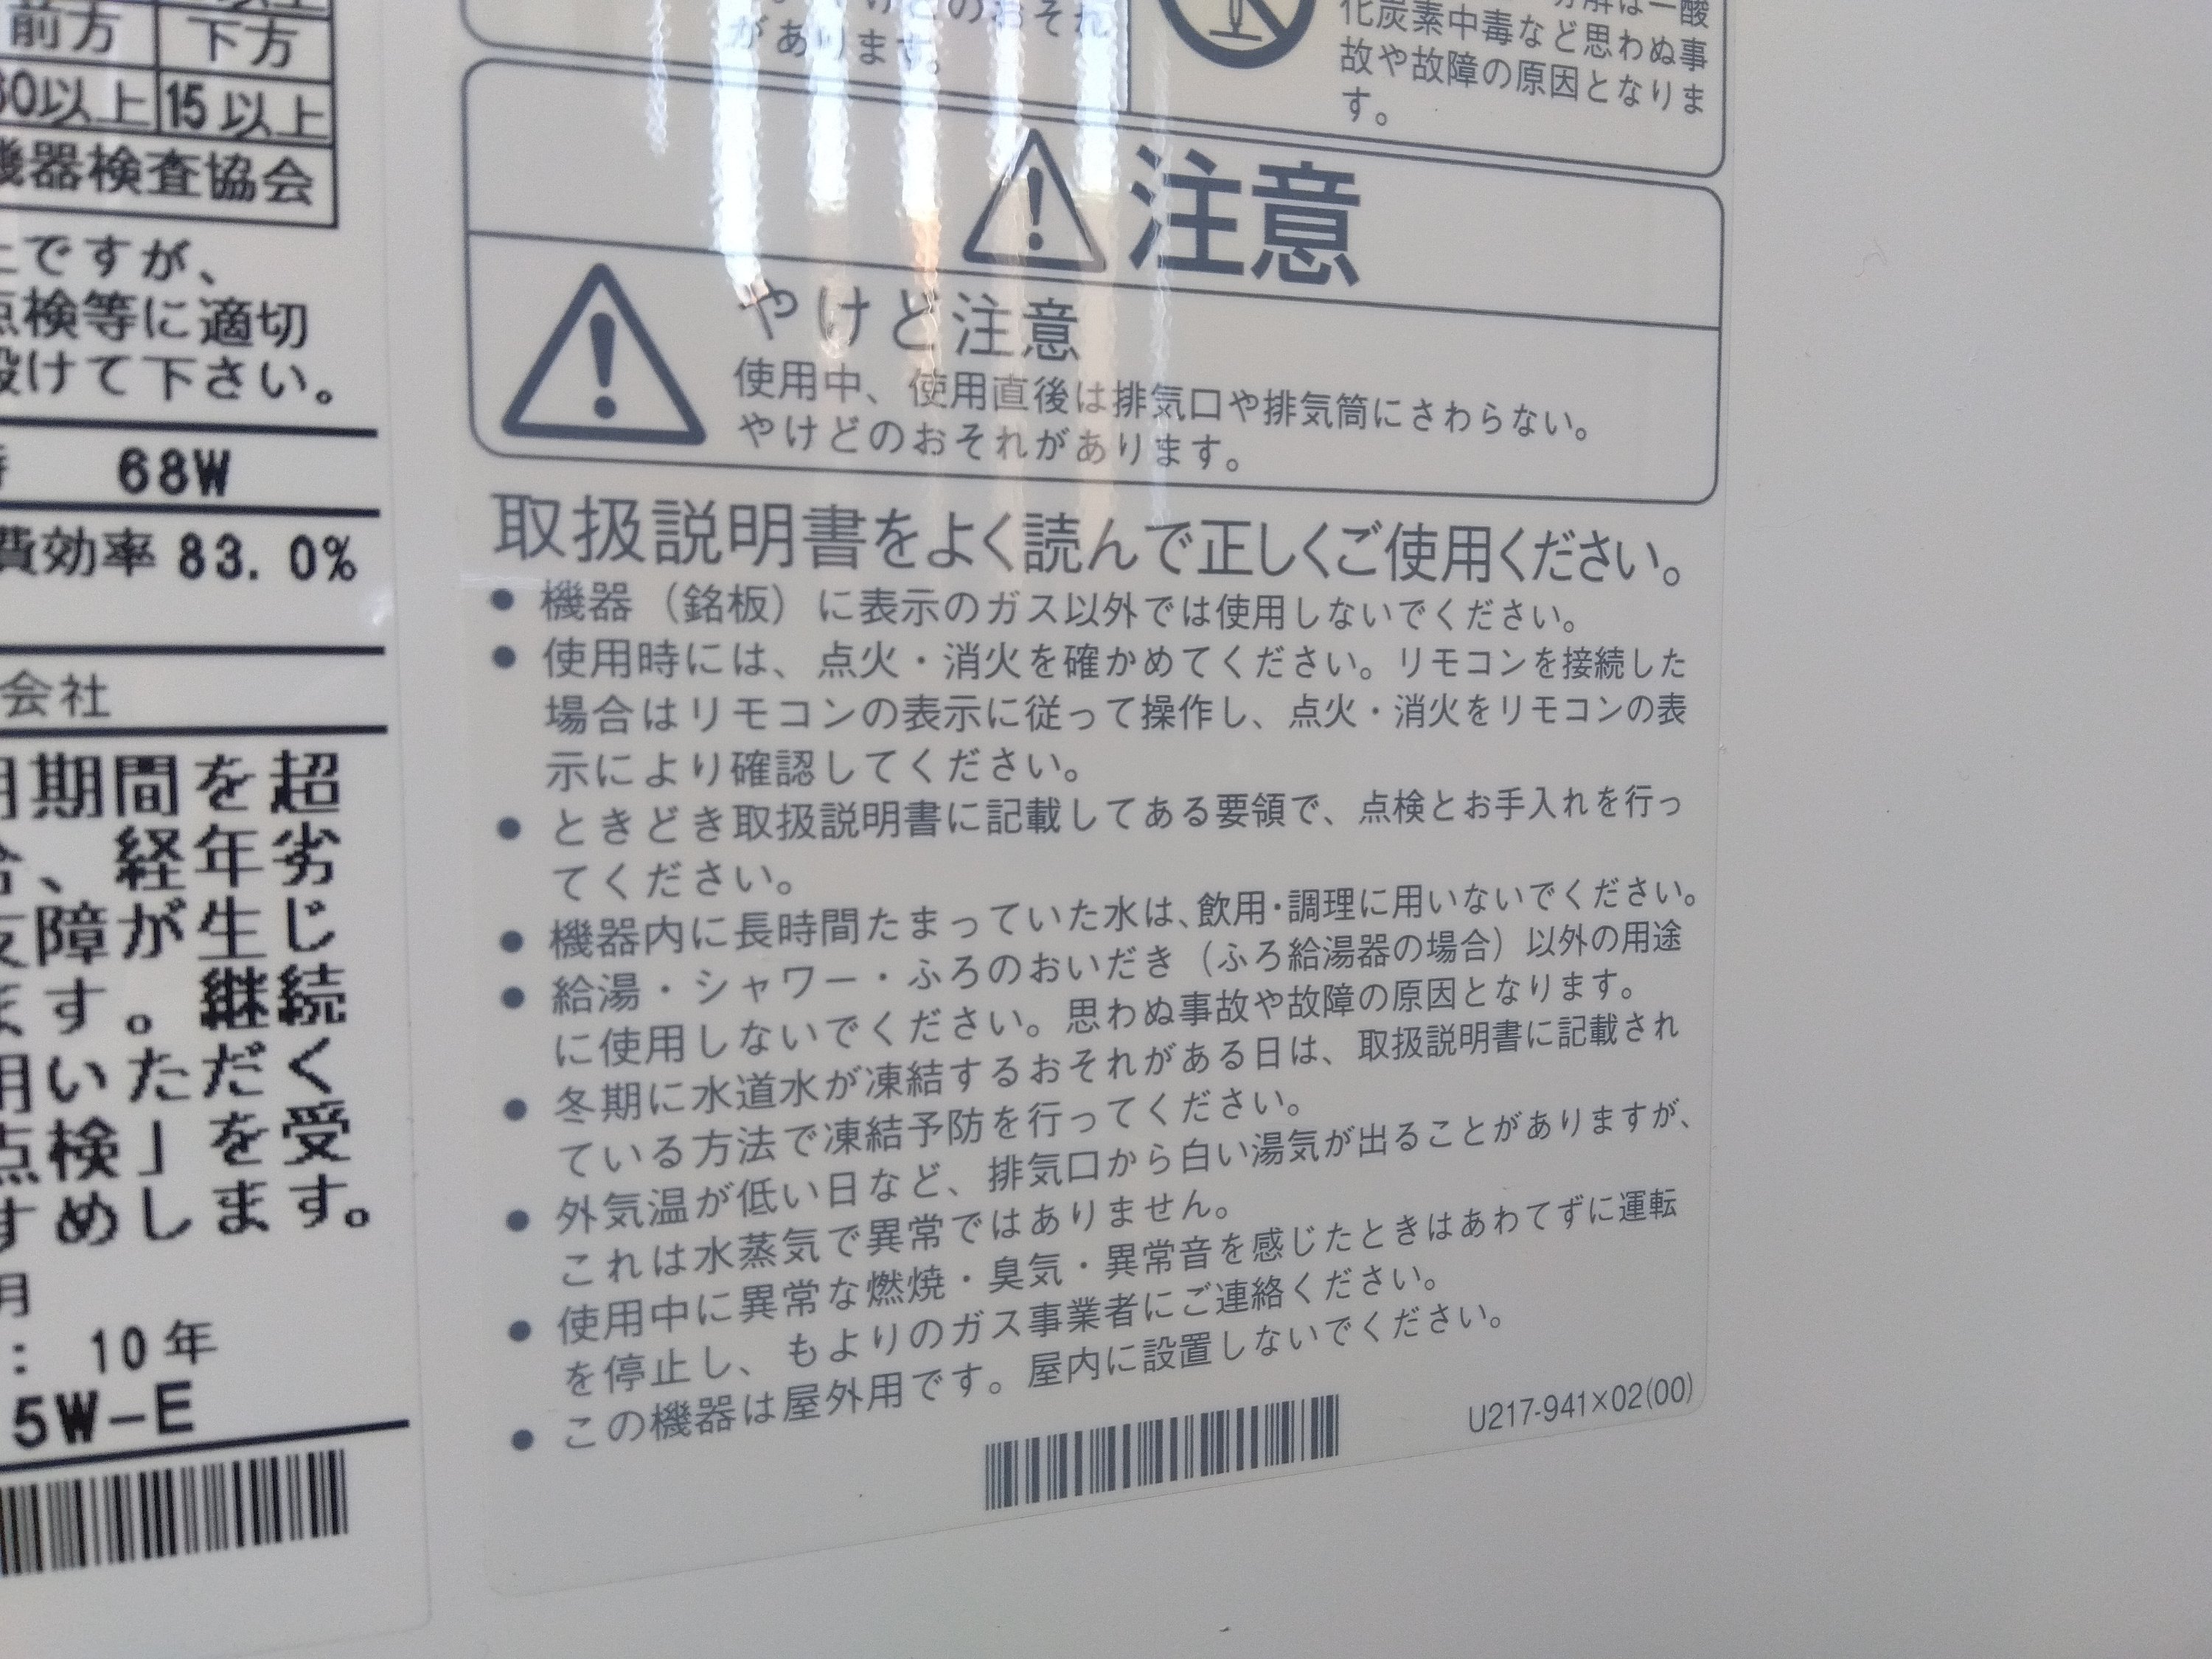 前方 下方
60以上 15以上
機器検査協会
ですが、
点検等に適切
設けて下さい。
68W
費効率 83.0%
会社
期間を超
、経年劣
支障が生じ
ます。継続
用いただく
点検」を受
すめします。
月
： 10年
5W-E
のおそれ
があります。
化炭素中毒など思わぬ事
故や故障の原因となりま
す。
注意
やけど注意
使用中、使用直後は排気口や排気筒にさわらない。
やけどのおそれがあります。
取扱説明書をよく読んで正しくご使用ください。
● 機器（銘板）に表示のガス以外では使用しないでください。
● 使用時には、点火・消火を確かめてください。リモコンを接続した
場合はリモコンの表示に従って操作し、点火・消火をリモコンの表
示により確認してください。
● ときどき取扱説明書に記載してある要領で、点検とお手入れを行っ
てください。
● 機器内に長時間たまっていた水は、飲用・調理に用いないでください。
● 給湯・シャワー・ふろのおいだき（ふろ給湯器の場合）以外の用途
に使用しないでください。思わぬ事故や故障の原因となります。
● 冬期に水道水が凍結するおそれがある日は、取扱説明書に記載され
ている方法で凍結予防を行ってください。
● 外気温が低い日など、排気口から白い湯気が出ることがありますが、
これは水蒸気で異常ではありません。
● 使用中に異常な燃焼・臭気・異常音を感じたときはあわてずに運転
を停止し、もよりのガス事業者にご連絡ください。
● この機器は屋外用です。屋内に設置しないでください。
U217-941×02(00)